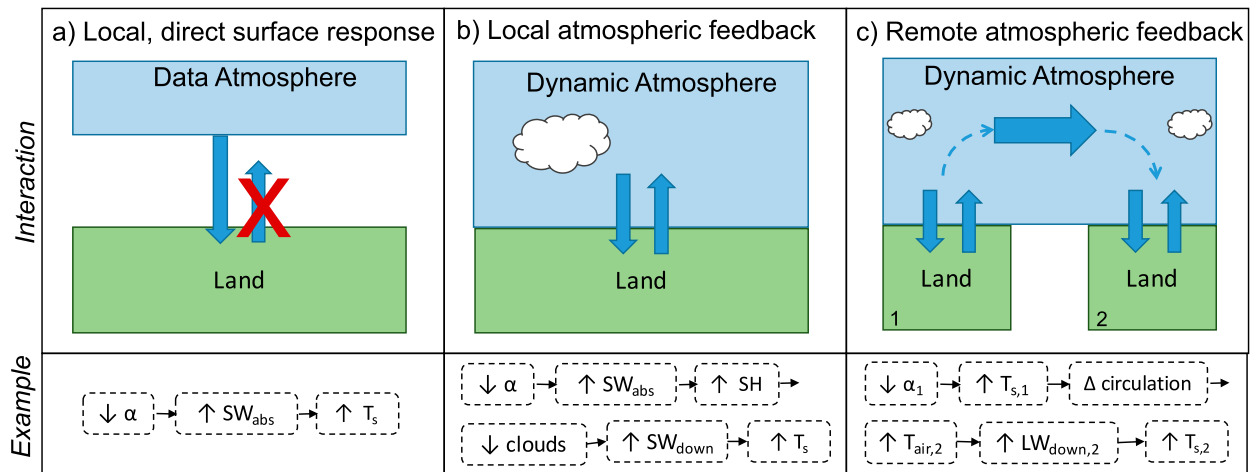 a) Local, direct surface response
b) Local atmospheric feedback
c) Remote atmospheric feedback
Interaction
Data Atmosphere
X
Land
Dynamic Atmosphere
Land
Dynamic Atmosphere
Land
1
Land
2
Example
↓ α → ↑ SWabs → ↑ Ts
↓ α → ↑ SWabs → ↑ SH →
↓ clouds → ↑ SWdown → ↑ Ts
↓ α1 → ↑ Ts,1 → Δ circulation →
↑ Tair,2 → ↑ LWdown,2 → ↑ Ts,2